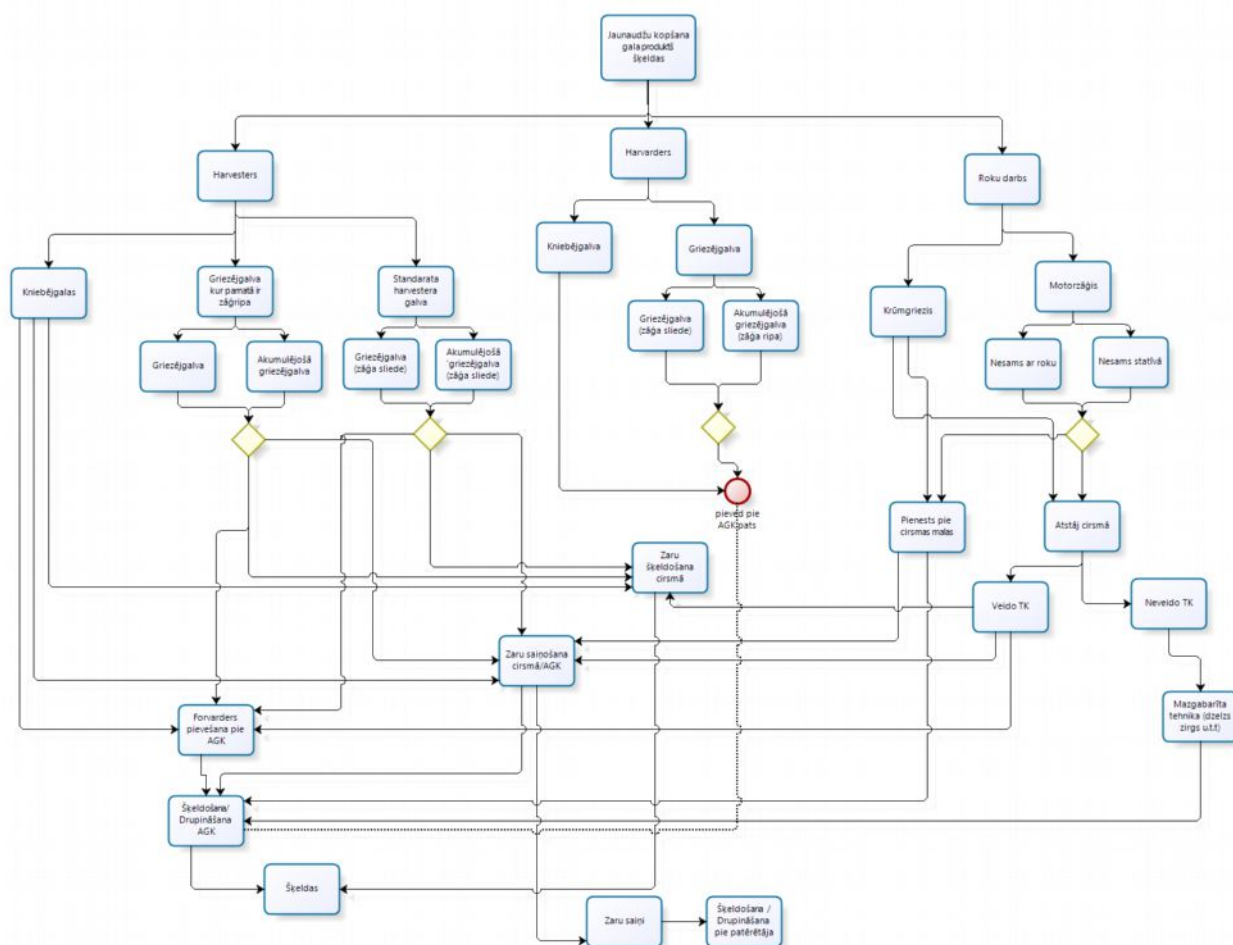 Jaunaudžu kopšana
gala produktš
šķeldas
Harvesters
Harvarders
Roku darbs
Kniebējgalas
Griezējgalva
kur pamatā ir
zāģripa
Standarata
harvestera
galva
Kniebējgalva
Griezējgalva
Krūmgriezis
Motorzāģis
Griezējgalva
Akumulējošā
griezējgalva
Griezējgalva
(zāģa sliede)
Akumulējošā
griezējgalva
(zāģa sliede)
Griezējgalva
(zāģa sliede)
Akumulējošā
griezējgalva
(zāģa ripa)
Nesams ar roku
Nesams statīvā
pieved pie
AGK pats
Pienests pie
cirsmas malas
Atstāj cirsmā
Zaru
šķeldošana
cirsmā
Veido TK
Neveido TK
Zaru saiņošana
cirsmā/AGK
Forvarders
pievešana pie
AGK
Mazgabarīta
tehnika (dzelzs
zirgs u.t.t)
Šķeldošana/
Drupināšana
AGK
Šķeldas
Zaru saiņi
Šķeldošana /
Drupināšana
pie patērētāja